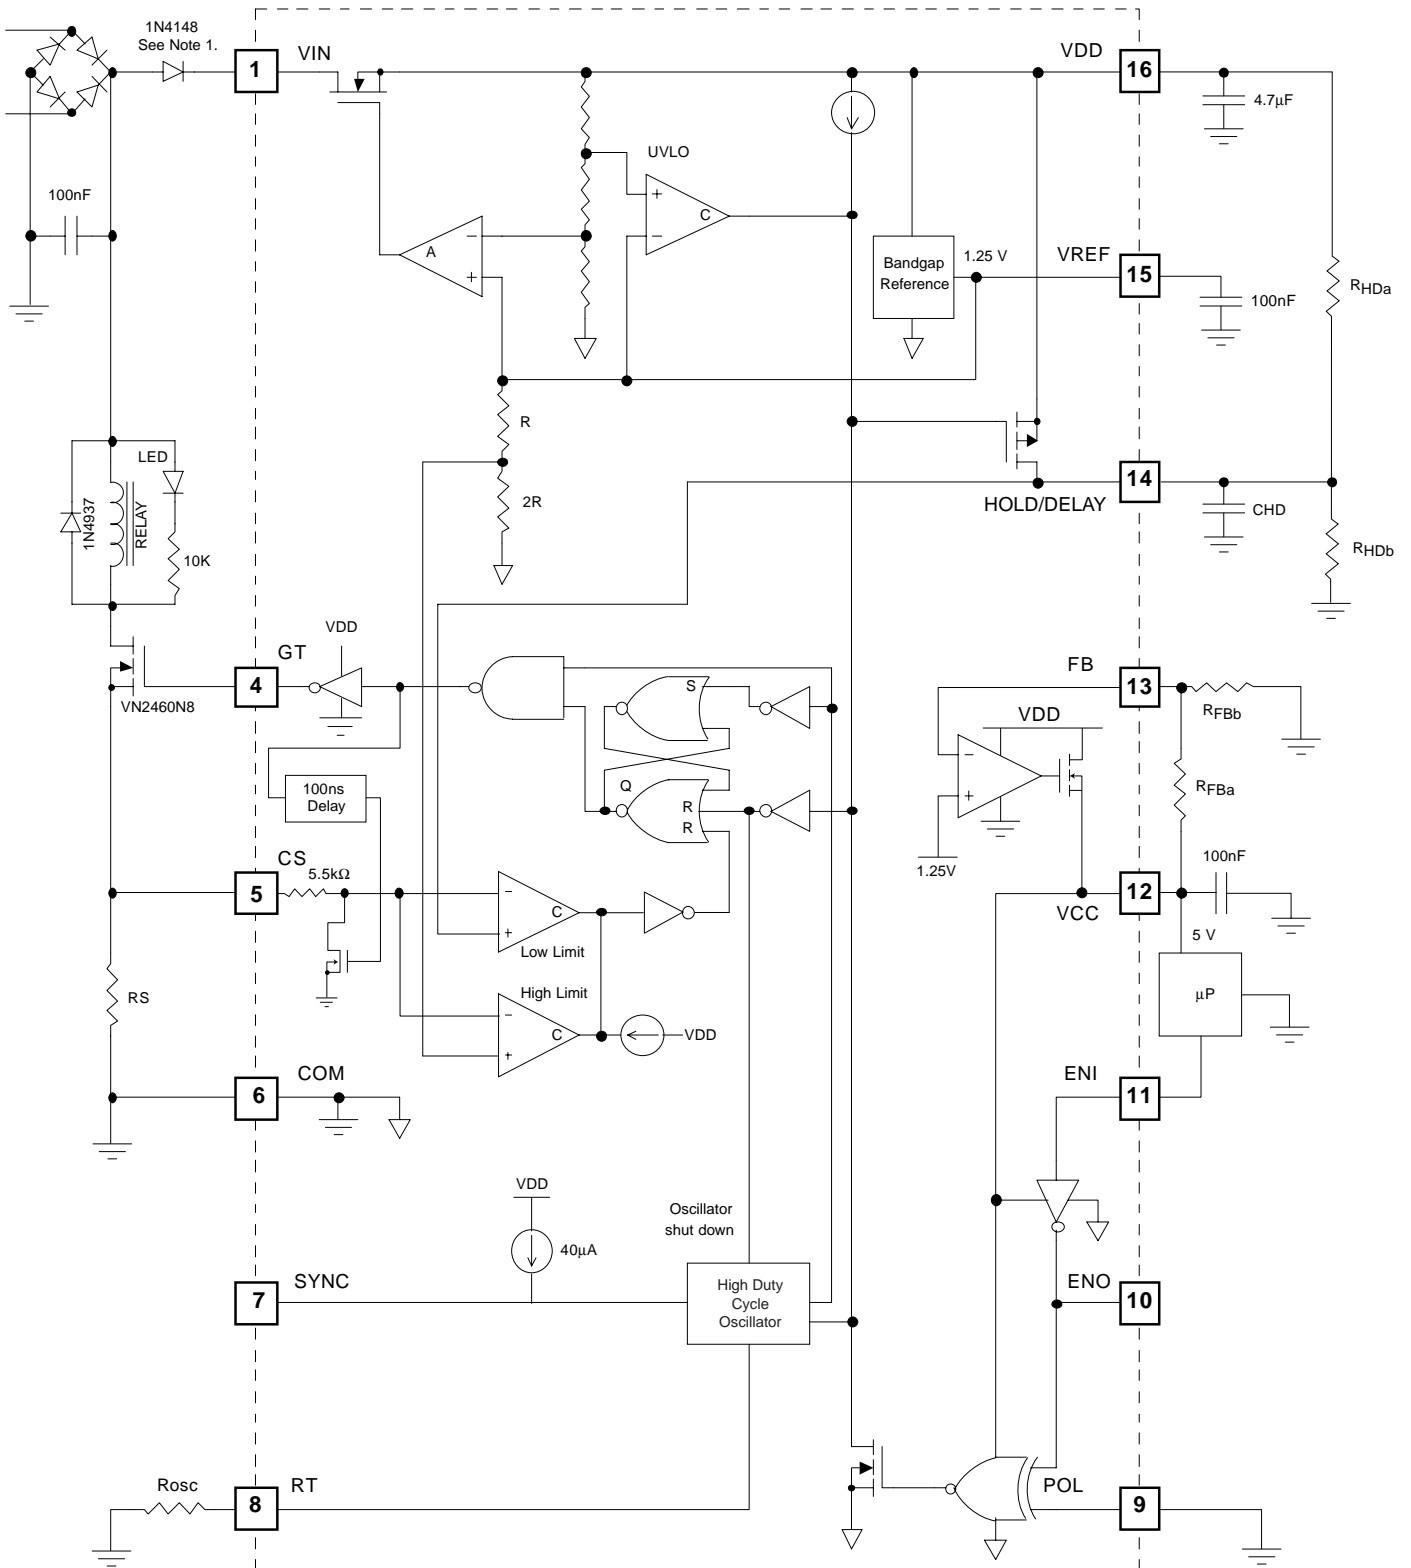 1N4148
See Note 1.
1
VIN
VDD
16
4.7µF
UVLO
+
−
C
100nF
A
−
+
Bandgap
Reference
1.25 V
VREF
15
100nF
RHDa
R
2R
LED
1N4937
RELAY
10K
14
HOLD/DELAY
CHD
RHDb
VDD
GT
4
VN2460N8
S
FB
13
RFBb
VDD
−
+
RFBa
1.25V
100ns
Delay
Q
R
R
CS
5
5.5kΩ
−
+
C
Low Limit
100nF
12
VCC
5 V
µP
RS
High Limit
−
+
C
VDD
COM
6
ENI
11
VDD
40µA
Oscillator
shut down
SYNC
7
High Duty
Cycle
Oscillator
ENO
10
Rosc
RT
8
POL
9